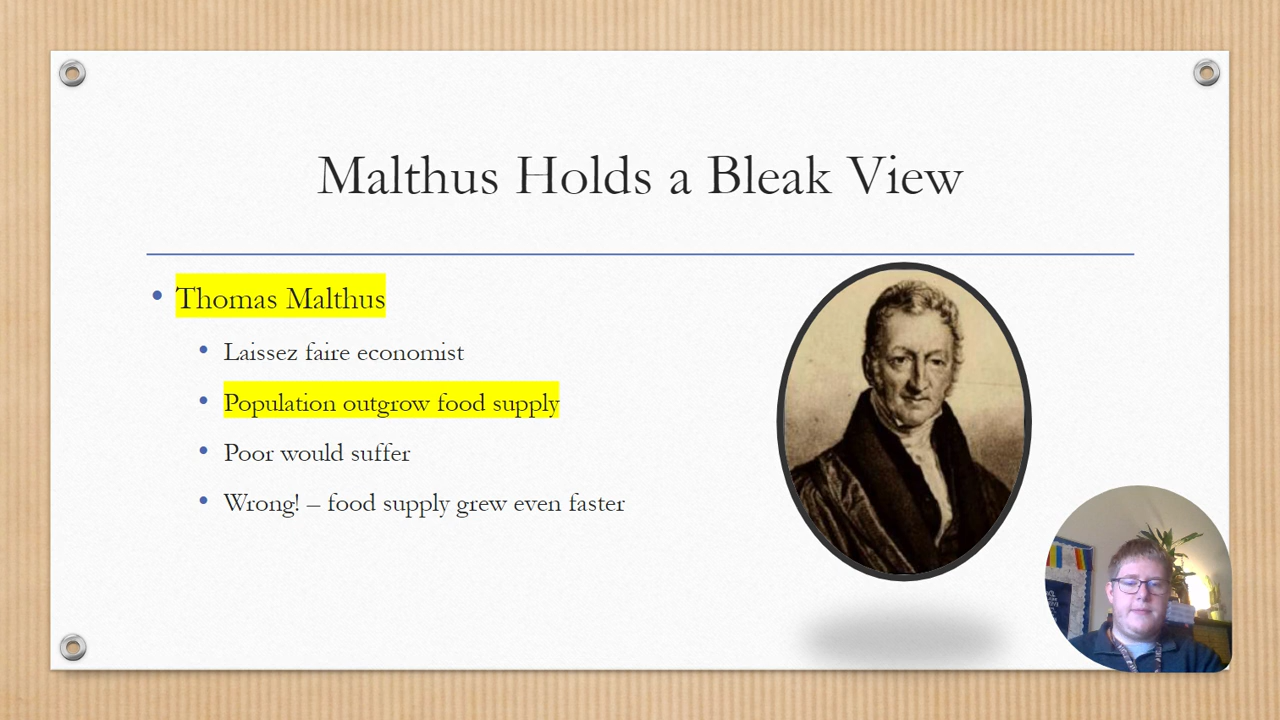 Malthus Holds a Bleak View
Thomas Malthus
Laissez faire economist
Population outgrow food supply
Poor would suffer
Wrong! – food supply grew even faster